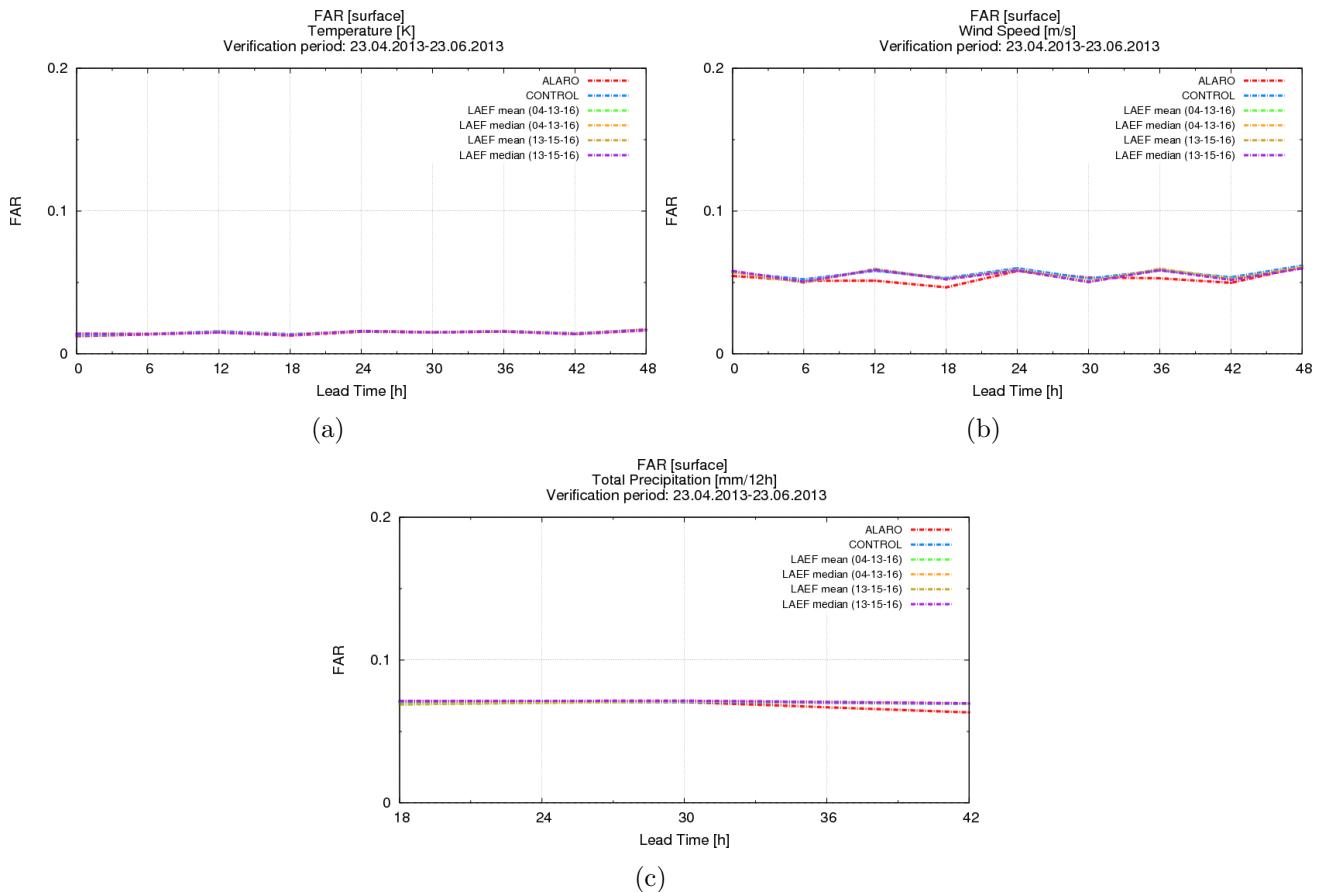 FAR [surface]
Temperature [K]
Verification period: 23.04.2013-23.06.2013
0.2
ALARO
CONTROL
LAEF mean (04-13-16)
LAEF median (04-13-16)
LAEF mean (13-15-16)
LAEF median (13-15-16)
FAR
0.1
0
0 6 12 18 24 30 36 42 48
Lead Time [h]
(a)
FAR [surface]
Wind Speed [m/s]
Verification period: 23.04.2013-23.06.2013
0.2
ALARO
CONTROL
LAEF mean (04-13-16)
LAEF median (04-13-16)
LAEF mean (13-15-16)
LAEF median (13-15-16)
FAR
0.1
0
0 6 12 18 24 30 36 42 48
Lead Time [h]
(b)
FAR [surface]
Total Precipitation [mm/12h]
Verification period: 23.04.2013-23.06.2013
0.2
ALARO
CONTROL
LAEF mean (04-13-16)
LAEF median (04-13-16)
LAEF mean (13-15-16)
LAEF median (13-15-16)
FAR
0.1
0
18 24 30 36 42
Lead Time [h]
(c)